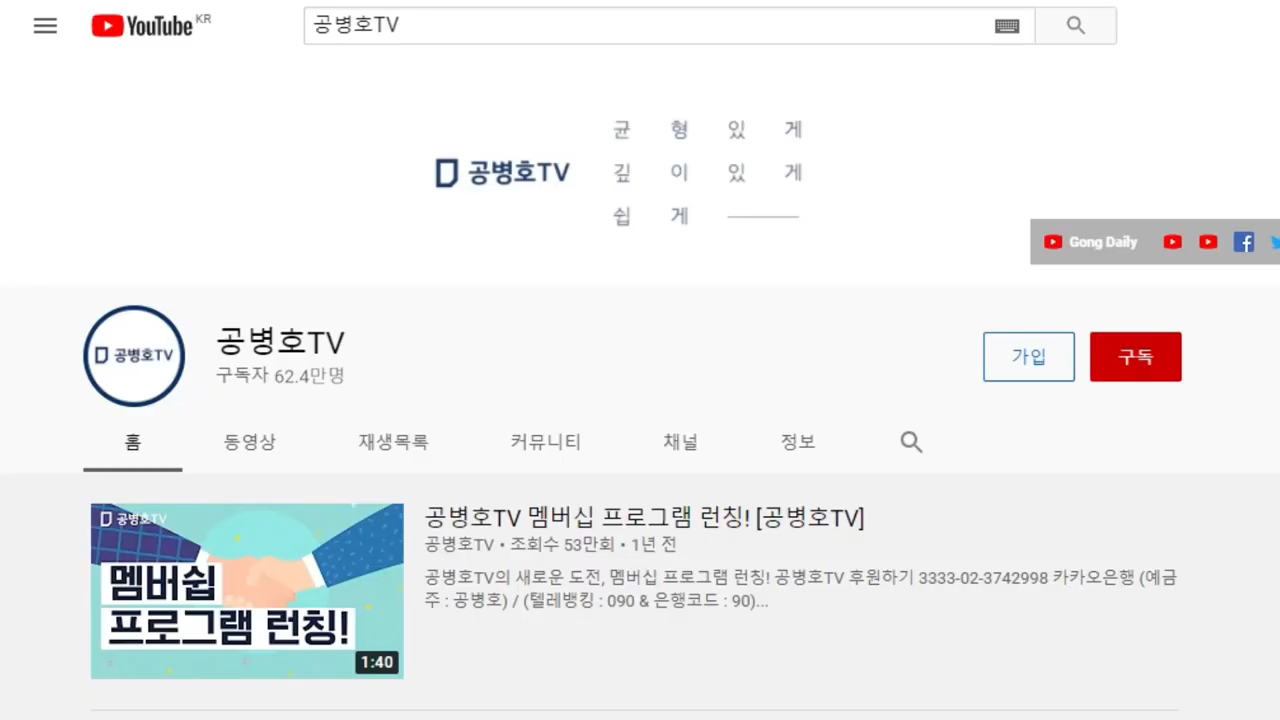 YouTube KR
공병호TV
균 형 있 게
깊 이 있 게
쉽 게
공병호TV
Gong Daily
공병호TV
공병호TV
구독자 62.4만명
가입
구독
홈
동영상
재생목록
커뮤니티
채널
정보
공병호TV
멤버쉽
프로그램 런칭!
1:40
공병호TV 멤버십 프로그램 런칭! [공병호TV]
공병호TV • 조회수 53만회 • 1년 전
공병호TV의 새로운 도전, 멤버십 프로그램 런칭! 공병호TV 후원하기 3333-02-3742998 카카오은행 (예금
주 : 공병호) / (텔레뱅킹 : 090 & 은행코드 : 90)...